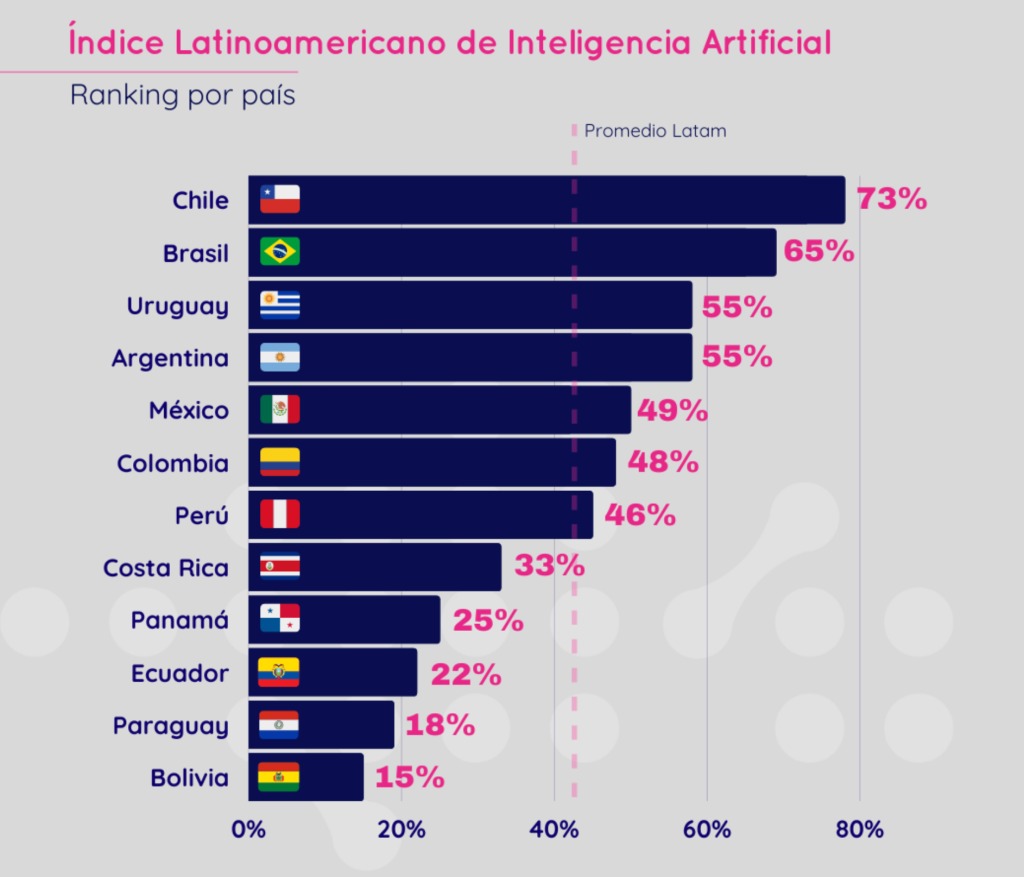 Índice Latinoamericano de Inteligencia Artificial
Ranking por país
Promedio Latam
Chile 73%
Brasil 65%
Uruguay 55%
Argentina 55%
México 49%
Colombia 48%
Perú 46%
Costa Rica 33%
Panamá 25%
Ecuador 22%
Paraguay 18%
Bolivia 15%
0% 20% 40% 60% 80%